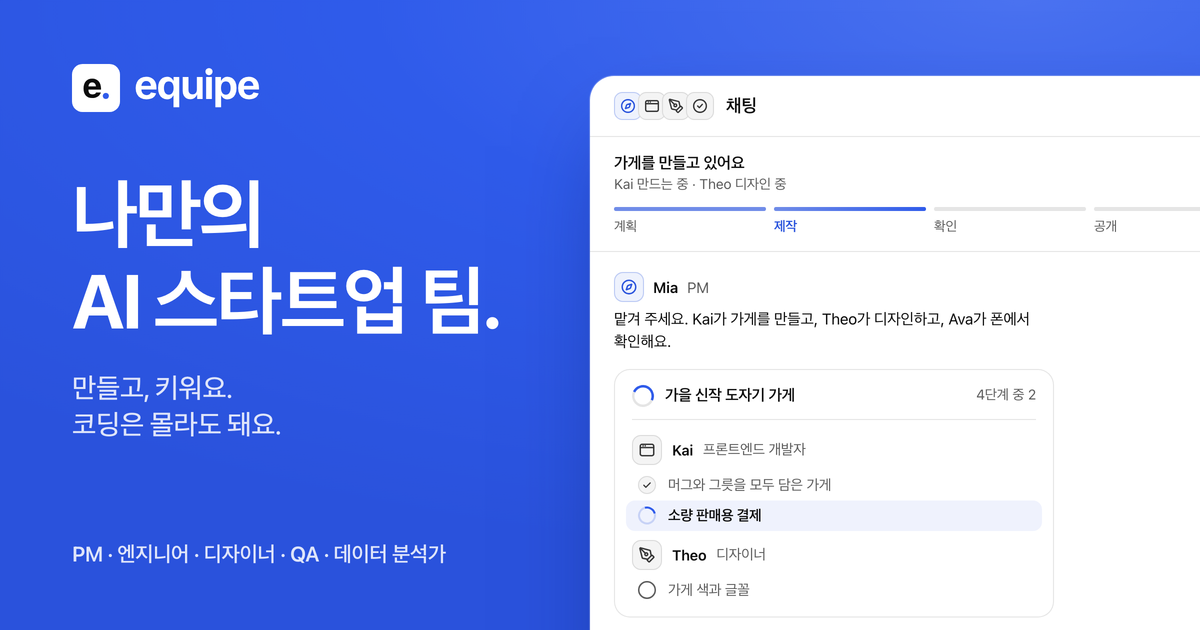 e. equipe
나만의
AI 스타트업 팀.
만들고, 키워요.
코딩은 몰라도 돼요.
PM · 엔지니어 · 디자이너 · QA · 데이터 분석가
채팅
가게를 만들고 있어요
Kai 만드는 중 · Theo 디자인 중
계획 제작 확인 공개
Mia PM
맡겨 주세요. Kai가 가게를 만들고, Theo가 디자인하고, Ava가 폰에서
확인해요.
가을 신작 도자기 가게 4단계 중 2
Kai 프론트엔드 개발자
머그와 그릇을 모두 담은 가게
소량 판매용 결제
Theo 디자이너
가게 색과 글꼴